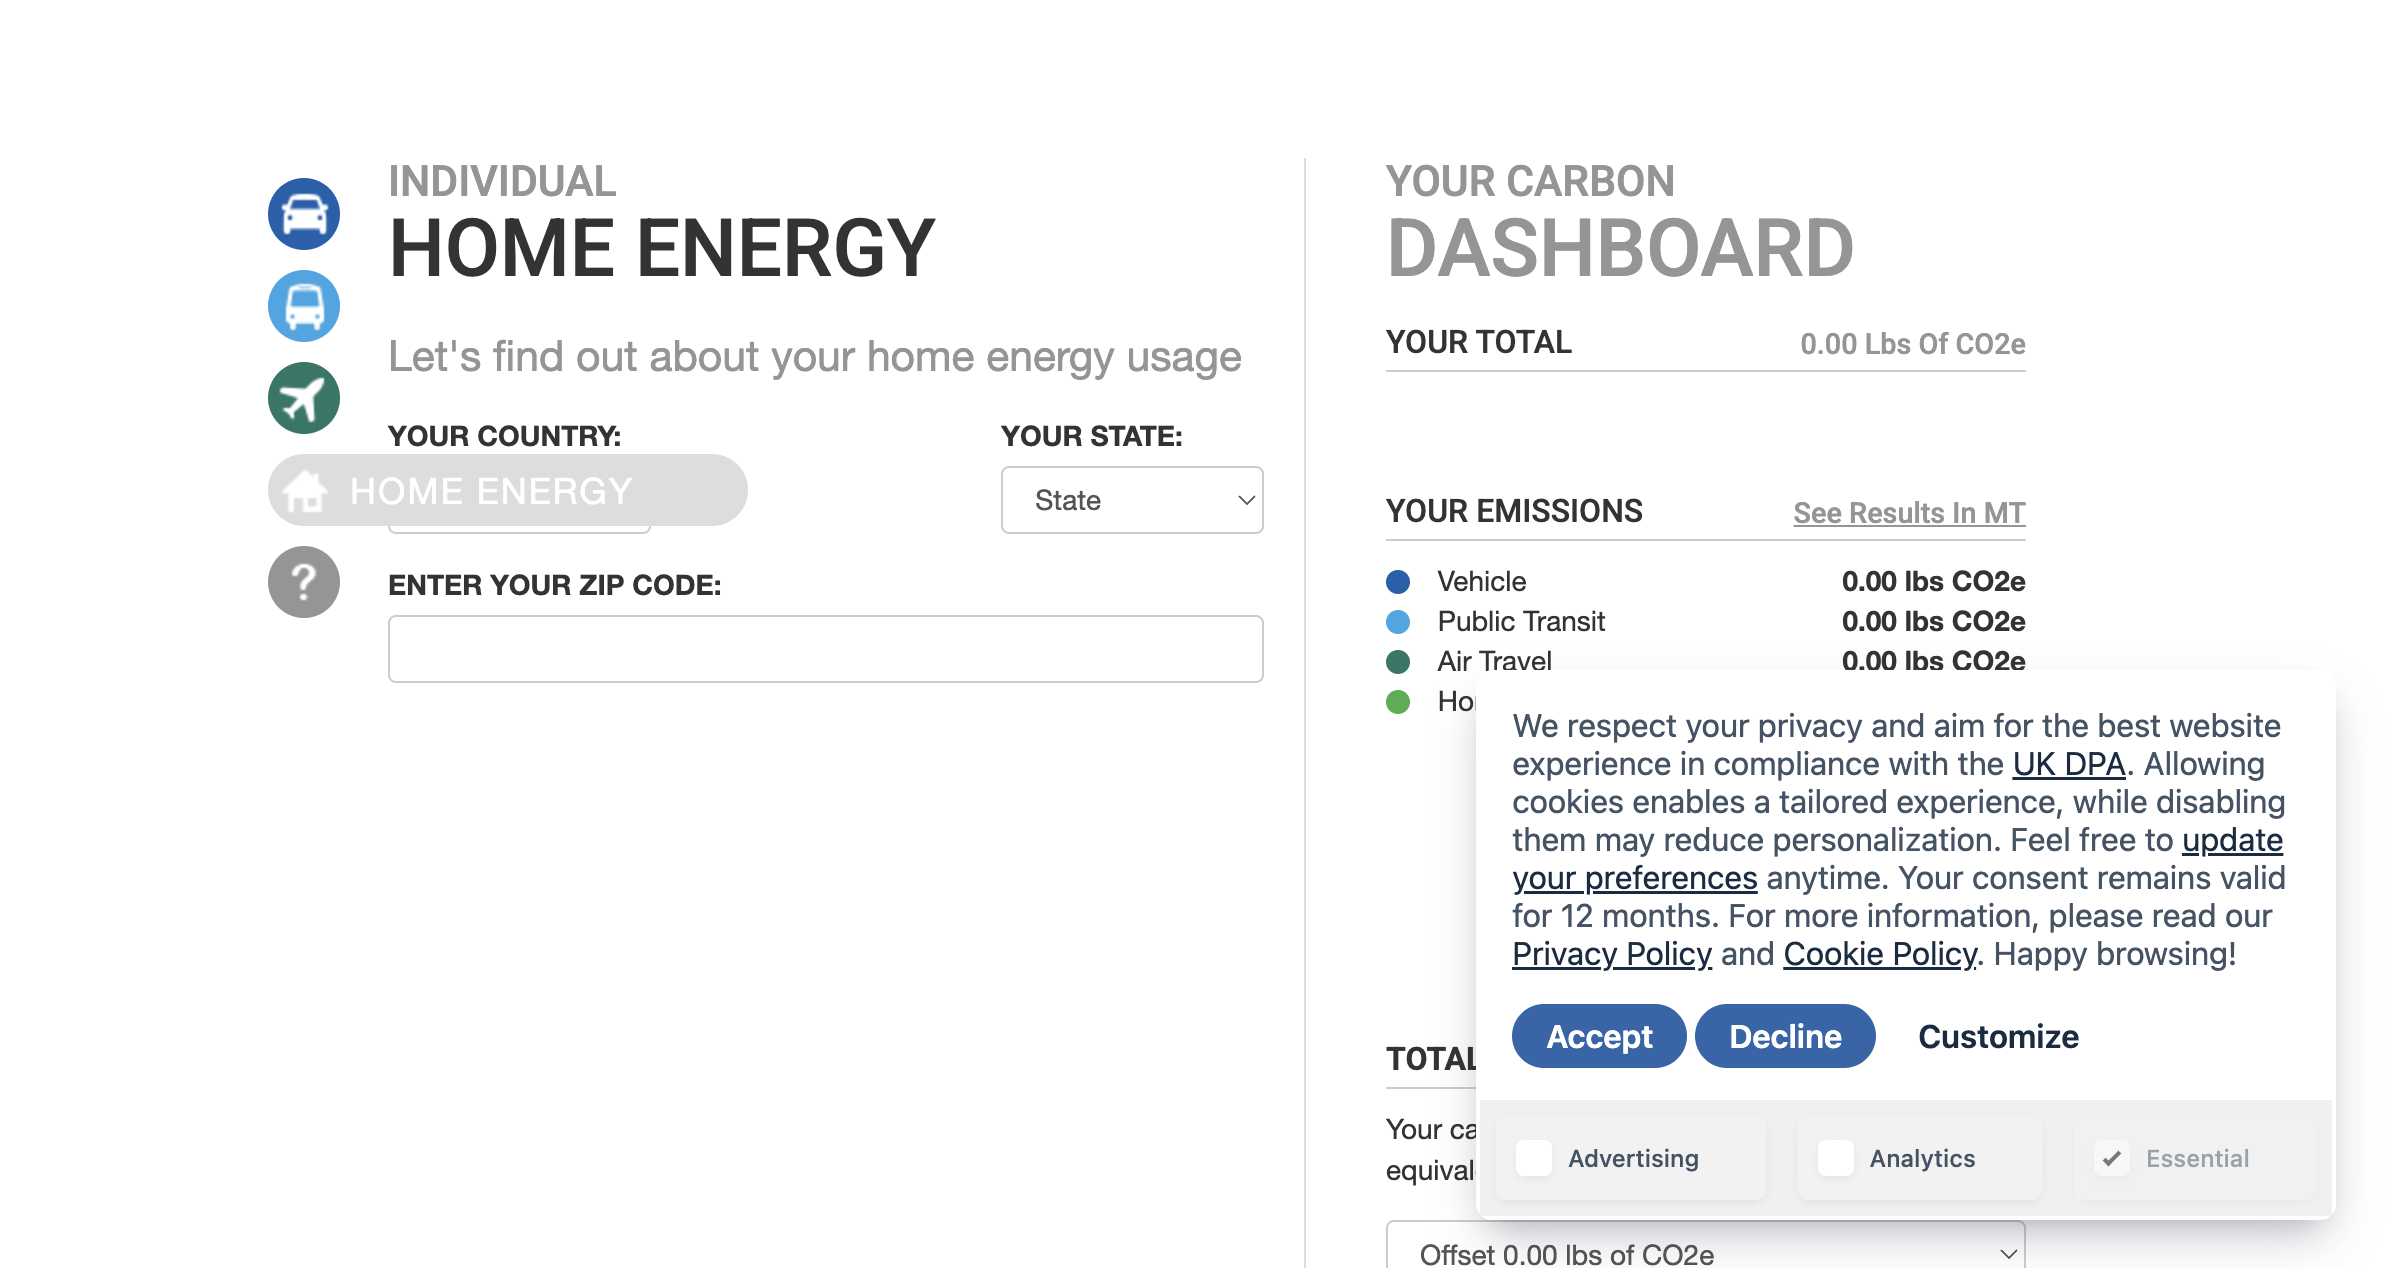 INDIVIDUAL
HOME ENERGY
Let's find out about your home energy usage
YOUR COUNTRY:
YOUR STATE:
HOME ENERGY
State
?
ENTER YOUR ZIP CODE:
YOUR CARBON
DASHBOARD
YOUR TOTAL 0.00 Lbs Of CO2e
YOUR EMISSIONS See Results In MT
Vehicle 0.00 lbs CO2e
Public Transit 0.00 lbs CO2e
Air Travel 0.00 lbs CO2e
We respect your privacy and aim for the best website
experience in compliance with the UK DPA. Allowing
cookies enables a tailored experience, while disabling
them may reduce personalization. Feel free to update
your preferences anytime. Your consent remains valid
for 12 months. For more information, please read our
Privacy Policy and Cookie Policy. Happy browsing!
Accept Decline Customize
Advertising Analytics Essential
TOTAL
Your
Offset 0.00 lbs of CO2e